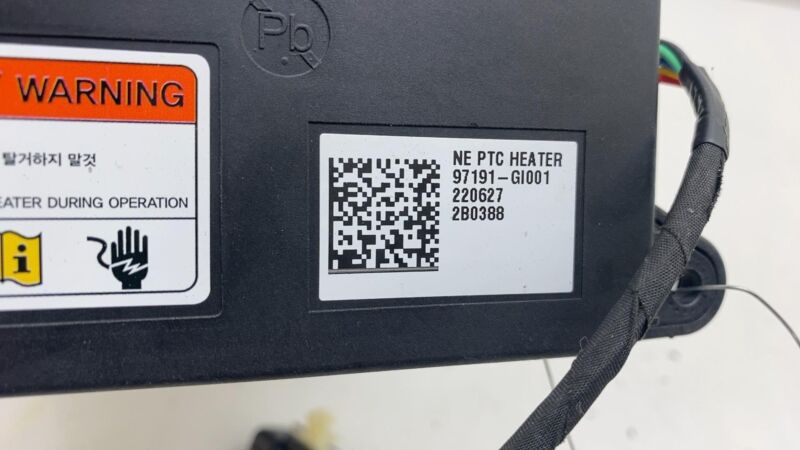 Pb
WARNING
탈거하지 말것
EATER DURING OPERATION
NE PTC HEATER
97191-GI001
220627
2B0388